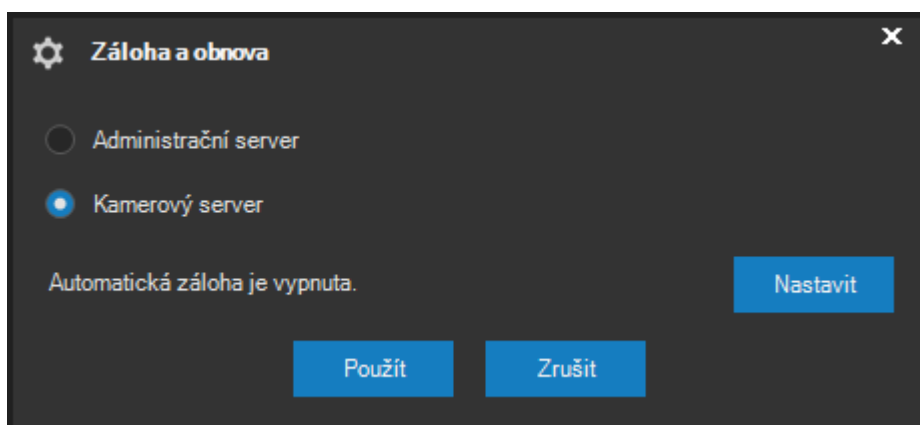 Záloha a obnova
Administrační server
Kamerový server
Automatická záloha je vypnuta.
Nastavit
Použít
Zrušit